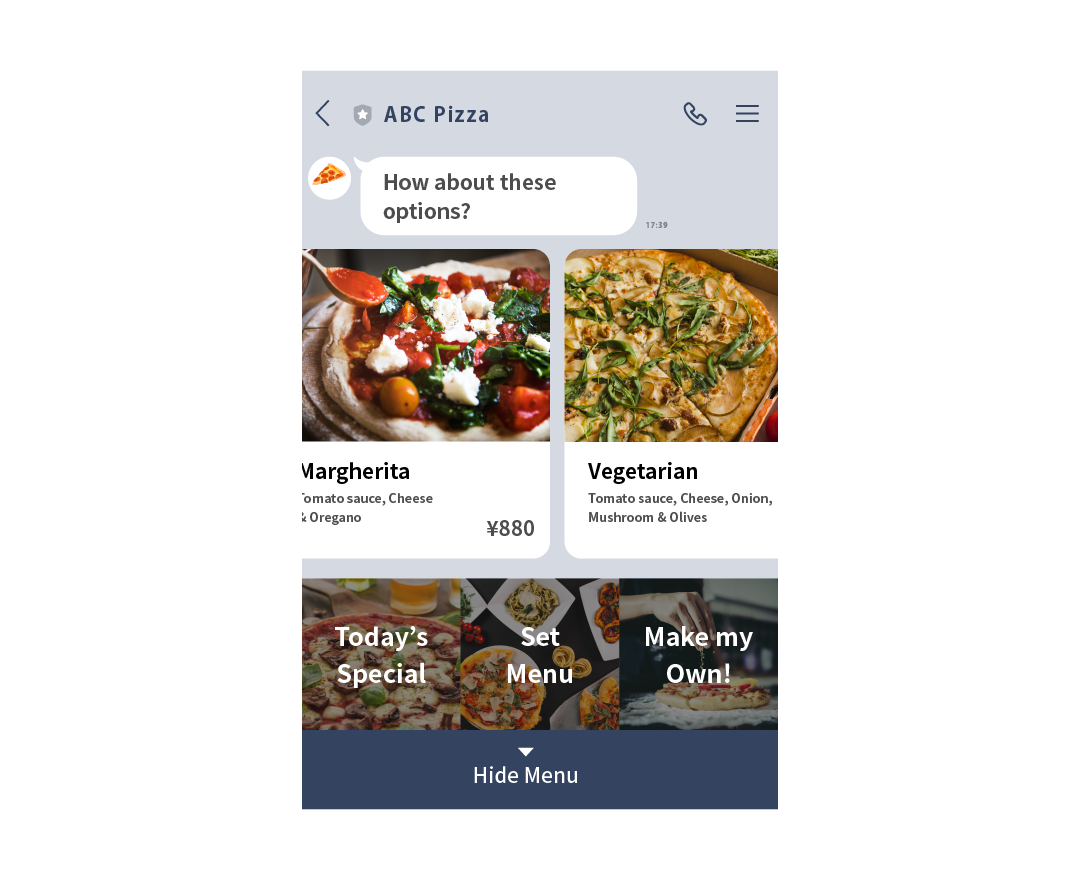 ABC Pizza
How about these
options?
17:39
Margherita
Tomato sauce, Cheese
& Oregano
¥880
Vegetarian
Tomato sauce, Cheese, Onion,
Mushroom & Olives
Today’s
Special
Set
Menu
Make my
Own!
Hide Menu